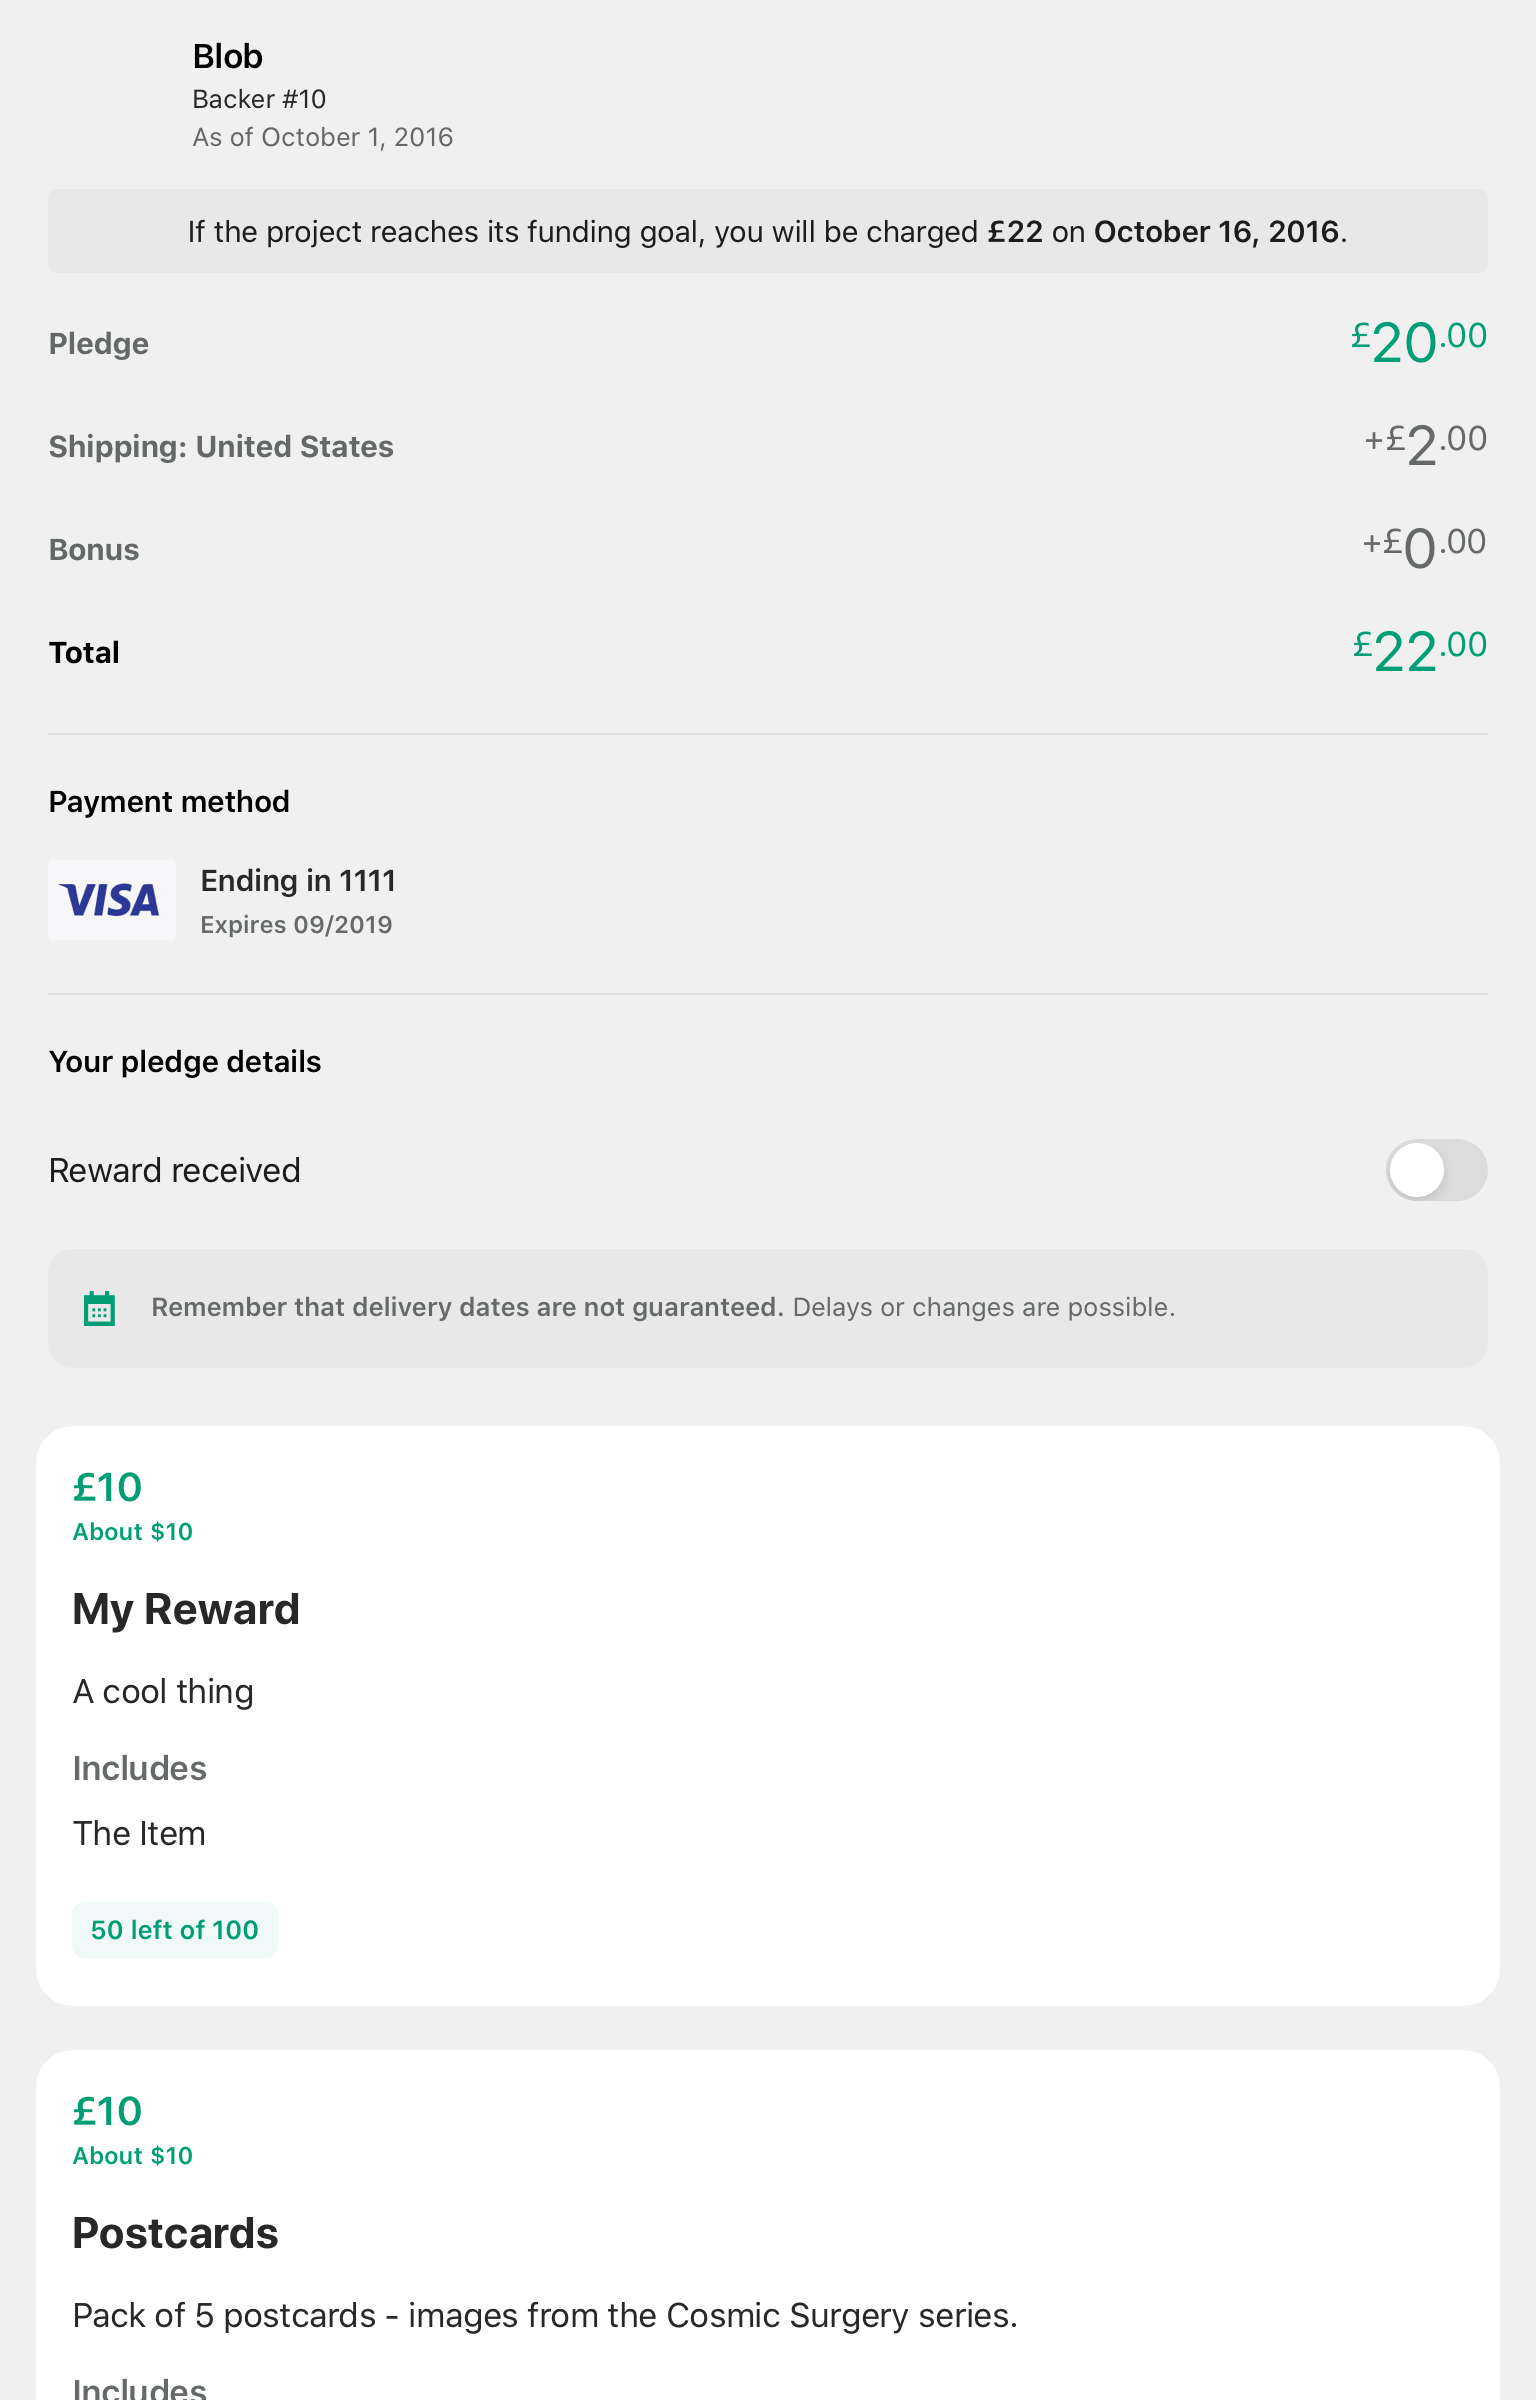 Blob
Backer #10
As of October 1, 2016
If the project reaches its funding goal, you will be charged £22 on October 16, 2016.
Pledge £20.00
Shipping: United States +£2.00
Bonus +£0.00
Total £22.00
Payment method
VISA
Ending in 1111
Expires 09/2019
Your pledge details
Reward received
Remember that delivery dates are not guaranteed. Delays or changes are possible.
£10
About $10
My Reward
A cool thing
Includes
The Item
50 left of 100
£10
About $10
Postcards
Pack of 5 postcards - images from the Cosmic Surgery series.
Includes